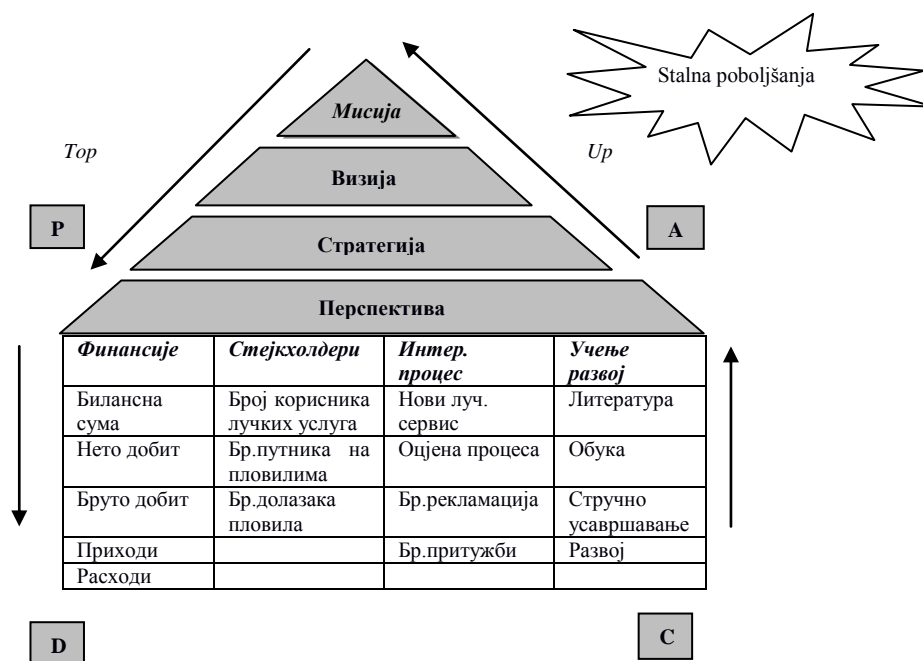 Stalna poboljšanja
Мисија
Top
Up
Визија
P
A
Стратегија
Перспектива
Финансије
Стејкхолдери
Интер.
процес
Учење
развој
Билансна
сума
Број корисника
лучких услуга
Нови луч.
сервис
Литература
Нето добит
Бр.путника на
пловилима
Оцјена процеса
Обука
Бруто добит
Бр.долазака
пловила
Бр.рекламација
Стручно
усавршавање
Приходи
Бр.притужби
Развој
Расходи
D
C